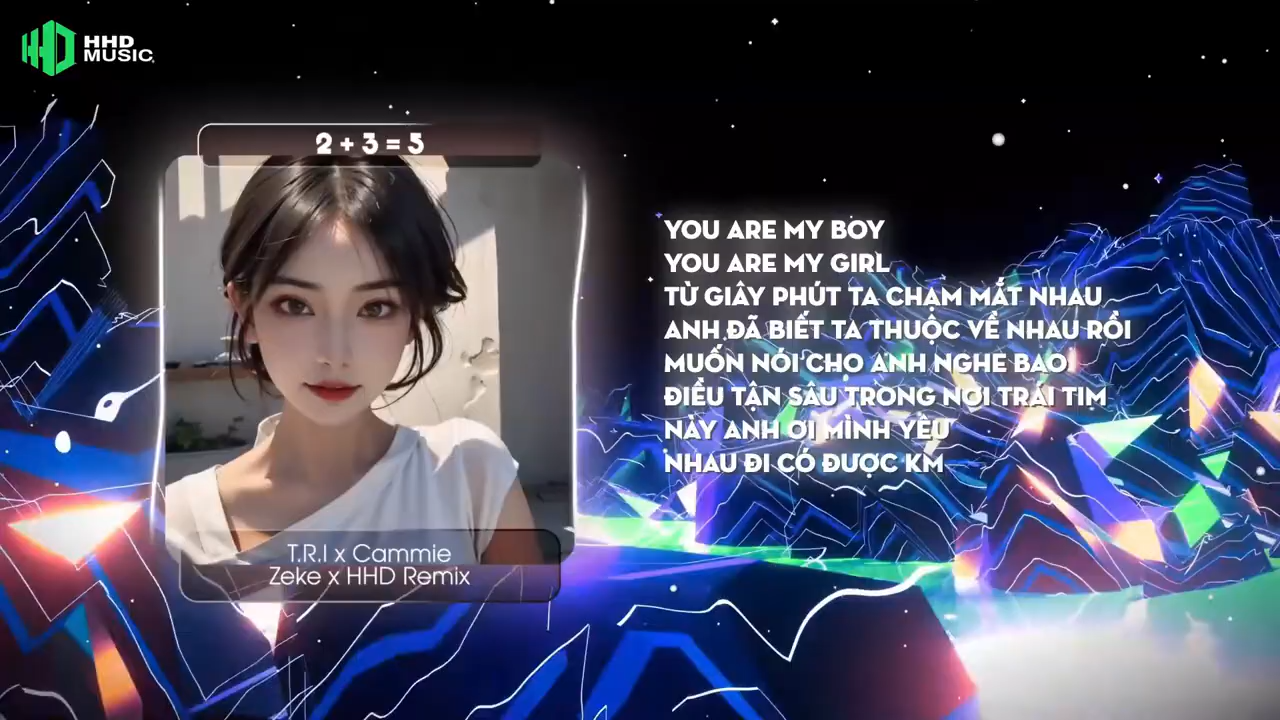 HHD
MUSIC
2 + 3 = 5
YOU ARE MY BOY
YOU ARE MY GIRL
TỪ GIÂY PHÚT TA CHẠM MẮT NHAU
ANH ĐÃ BIẾT TA THUỘC VỀ NHAU RỒI
MUỐN NÓI CHO ANH NGHE BAO
ĐIỀU TẬN SÂU TRONG NƠI TRÁI TIM
NÀY ANH ƠI MÌNH YÊU
NHAU ĐI CÓ ĐƯỢC KM
T.R.I x Cammie
Zeke x HHD Remix